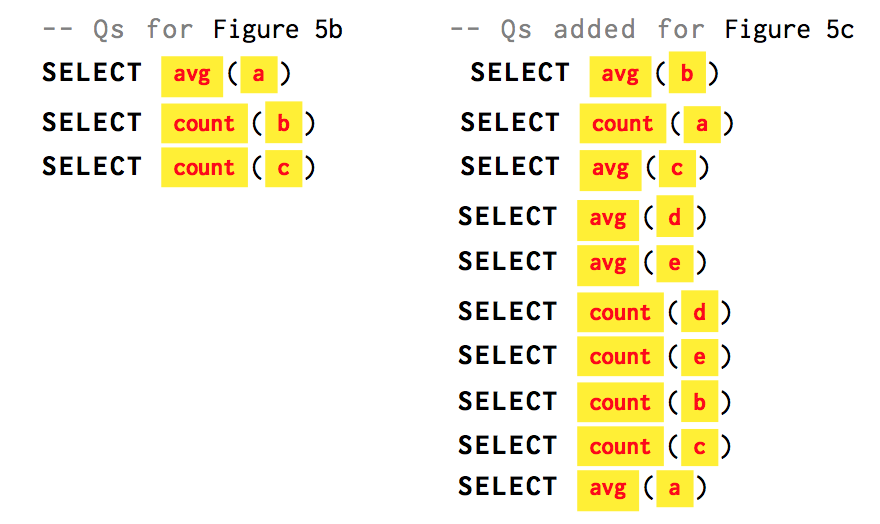 -- Qs for Figure 5b
SELECT avg(a)
SELECT count(b)
SELECT count(c)
-- Qs added for Figure 5c
SELECT avg(b)
SELECT count(a)
SELECT avg(c)
SELECT avg(d)
SELECT avg(e)
SELECT count(d)
SELECT count(e)
SELECT count(b)
SELECT count(c)
SELECT avg(a)